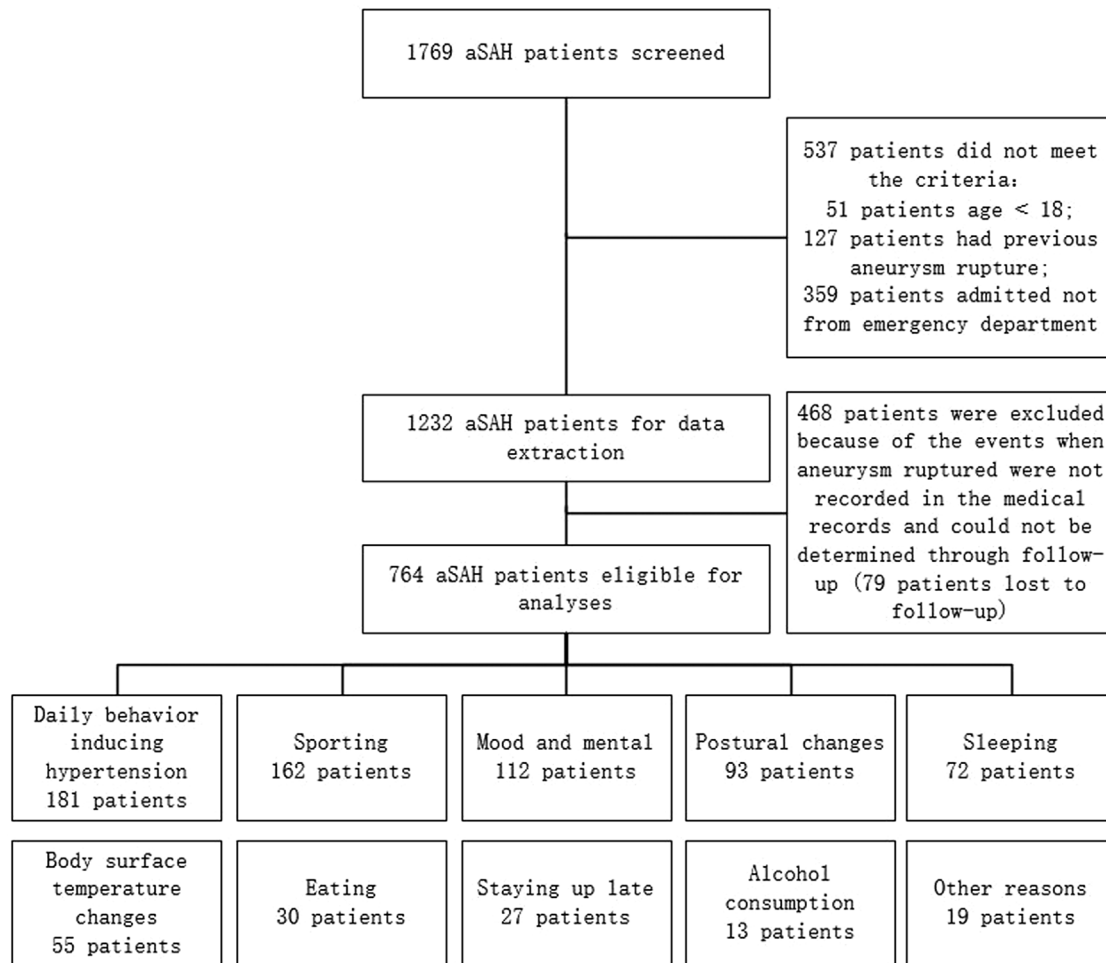 1769 aSAH patients screened
537 patients did not meet
the criteria:
51 patients age < 18;
127 patients had previous
aneurysm rupture;
359 patients admitted not
from emergency department
1232 aSAH patients for data
extraction
468 patients were excluded
because of the events when
aneurysm ruptured were not
recorded in the medical
records and could not be
determined through follow-
up (79 patients lost to
follow-up)
764 aSAH patients eligible for
analyses
Daily behavior
inducing
hypertension
181 patients
Sporting
162 patients
Mood and mental
112 patients
Postural changes
93 patients
Sleeping
72 patients
Body surface
temperature
changes
55 patients
Eating
30 patients
Staying up late
27 patients
Alcohol
consumption
13 patients
Other reasons
19 patients